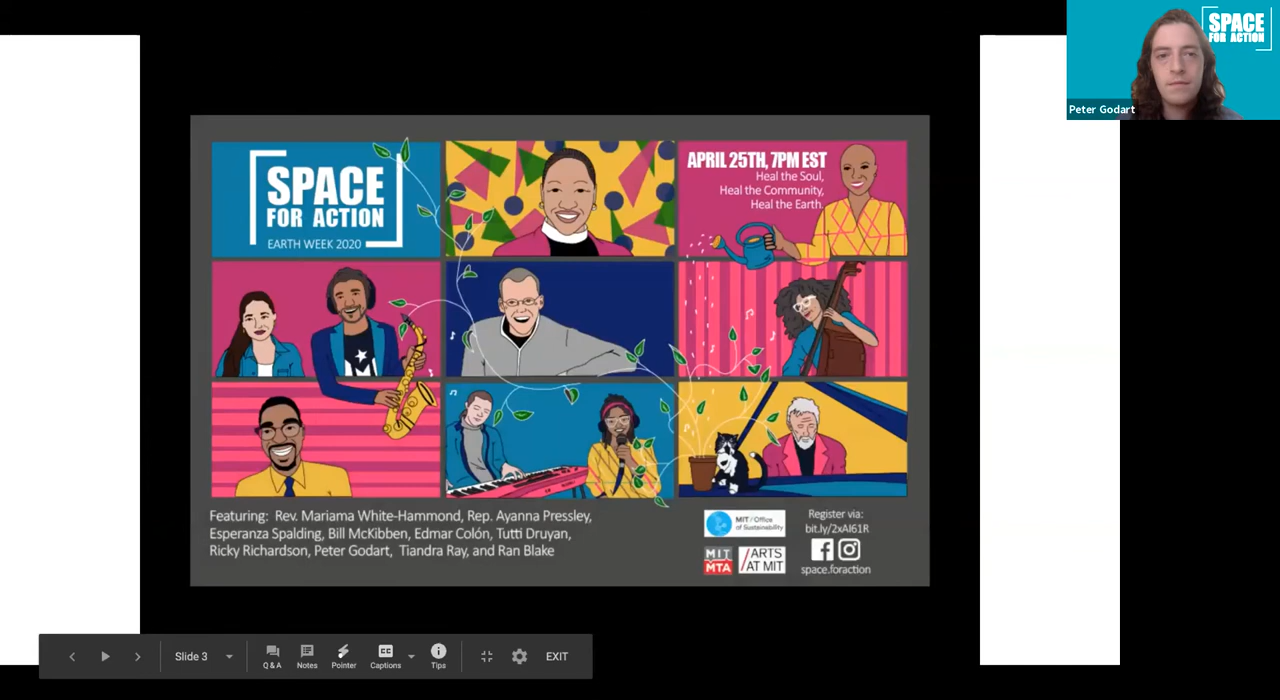 SPACE
FOR ACTION
Peter Godart
SPACE
FOR ACTION
EARTH WEEK 2020
APRIL 25TH, 7PM EST
Heal the Soul,
Heal the Community,
Heal the Earth.
Featuring: Rev. Mariama White-Hammond, Rep. Ayanna Pressley,
Esperanza Spalding, Bill McKibben, Edmar Colón, Tutti Druyan,
Ricky Richardson, Peter Godart, Tiandra Ray, and Ran Blake
MIT / Office
of Sustainability
MIT
MTA
/ARTS
AT MIT
Register via:
bit.ly/2xAI61R
space.foraction
Slide 3
Q & A
Notes
Pointer
CC
Captions
Tips
EXIT